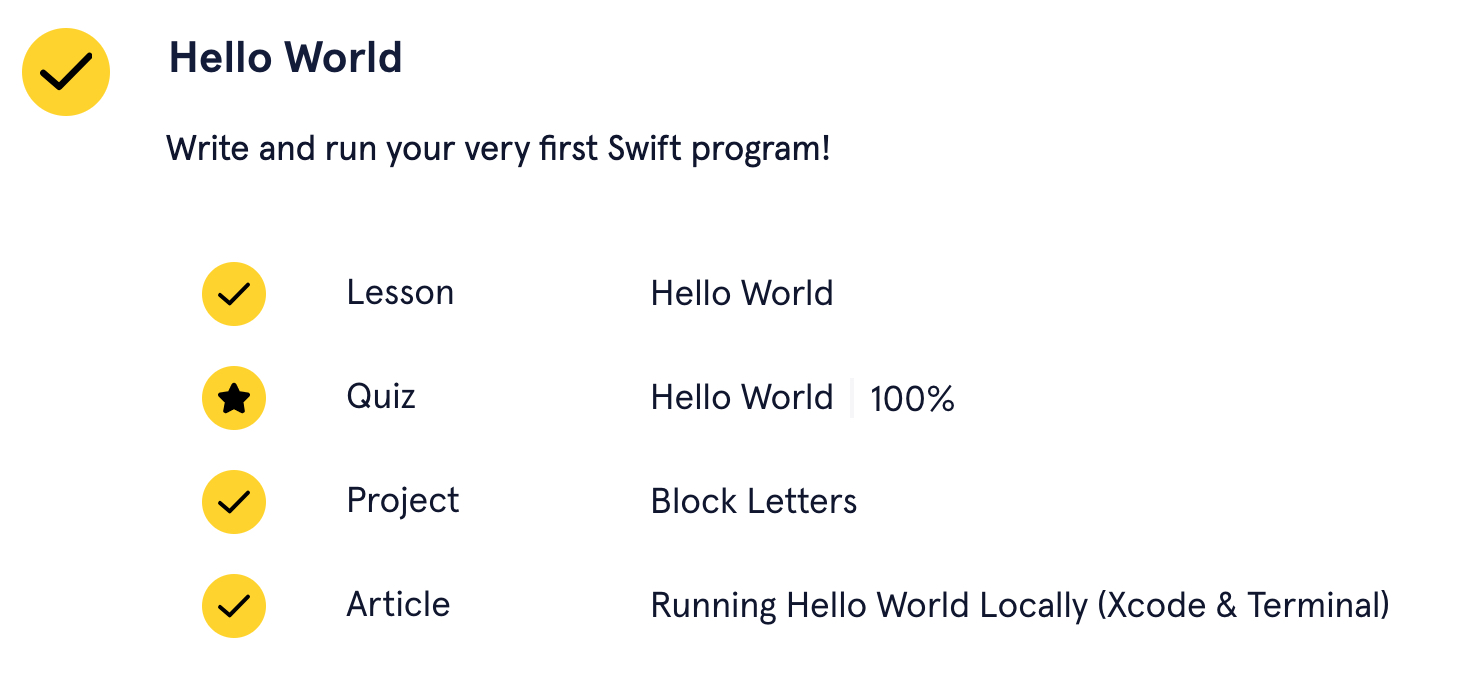 Hello World
Write and run your very first Swift program!
Lesson Hello World
Quiz Hello World 100%
Project Block Letters
Article Running Hello World Locally (Xcode & Terminal)